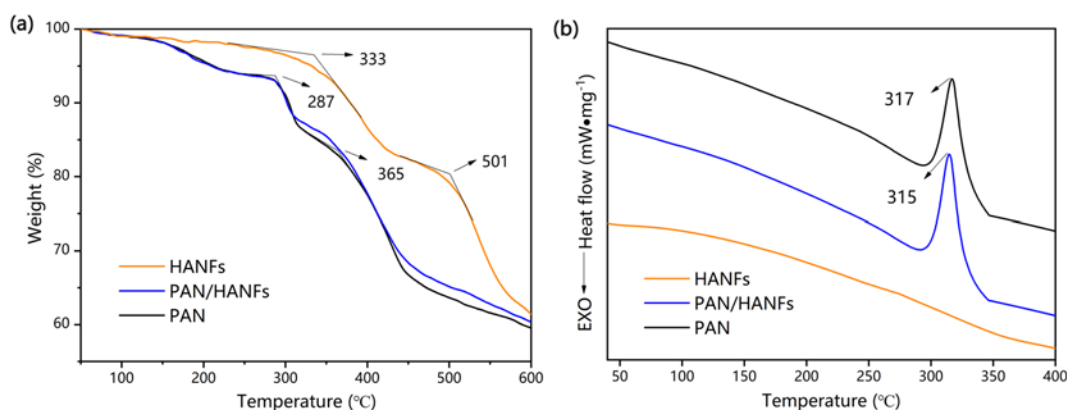 (a)
100
90
80
70
60
Weight (%)
333
287
365
501
HANFs
PAN/HANFs
PAN
100 200 300 400 500 600
Temperature (℃)
(b)
EXO Heat flow (mW•mg⁻¹)
317
315
HANFs
PAN/HANFs
PAN
50 100 150 200 250 300 350 400
Temperature (℃)